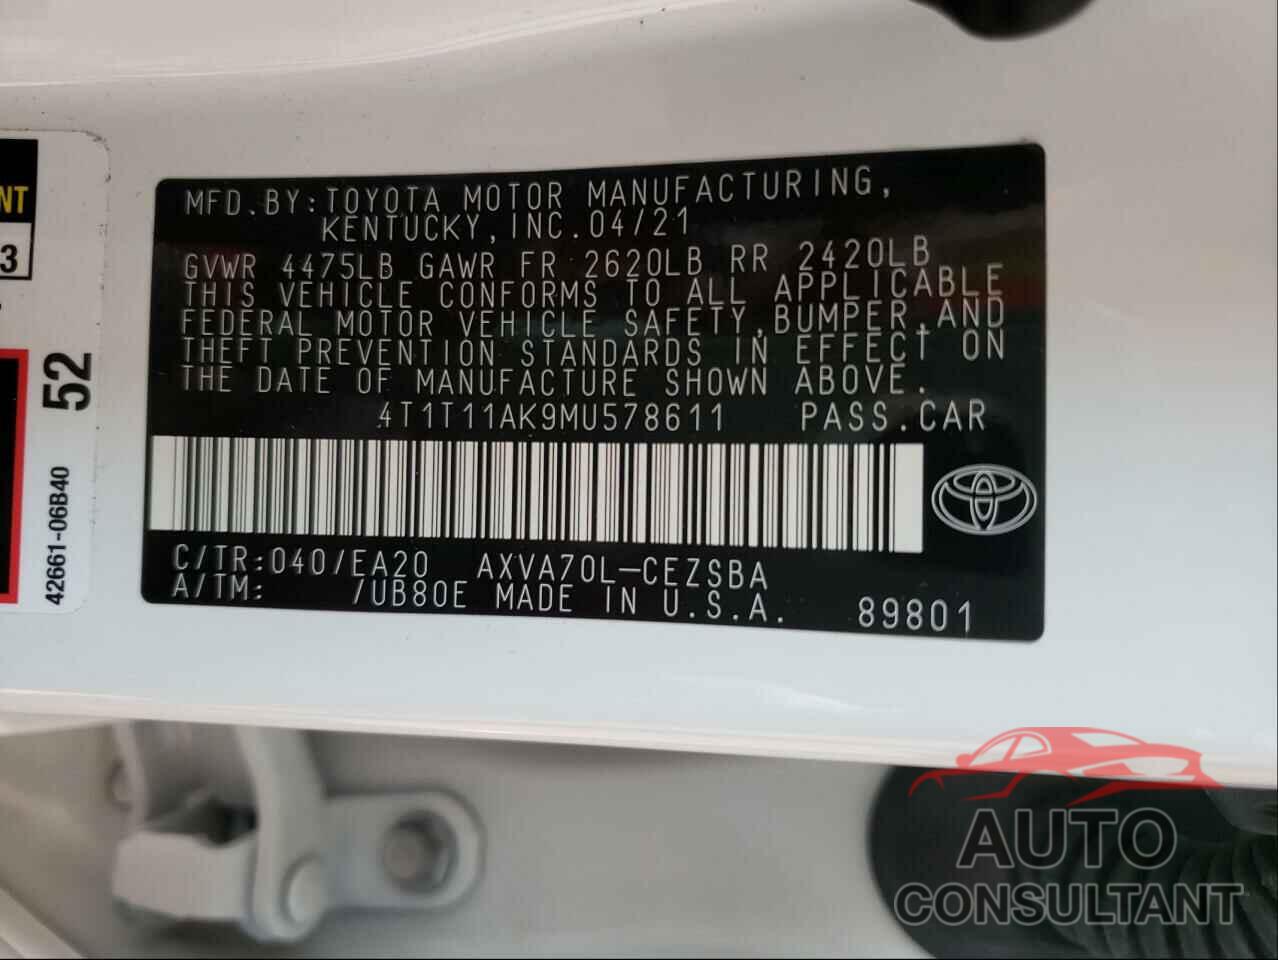 NT
3
52
42661-06B40
MFD.BY:TOYOTA MOTOR MANUFACTURING,
KENTUCKY,INC.04/21
GVWR 4475LB GAWR FR 2620LB RR 2420LB
THIS VEHICLE CONFORMS TO ALL APPLICABLE
FEDERAL MOTOR VEHICLE SAFETY,BUMPER,AND
THEFT PREVENTION STANDARDS IN EFFECT ON
THE DATE OF MANUFACTURE SHOWN ABOVE.
4T1T11AK9MU578611 PASS.CAR
C/TR:040/EA20 AXVA70L-CEZSBA
A/TM: /UB80E MADE IN U.S.A. 89801
AUTO
CONSULTANT